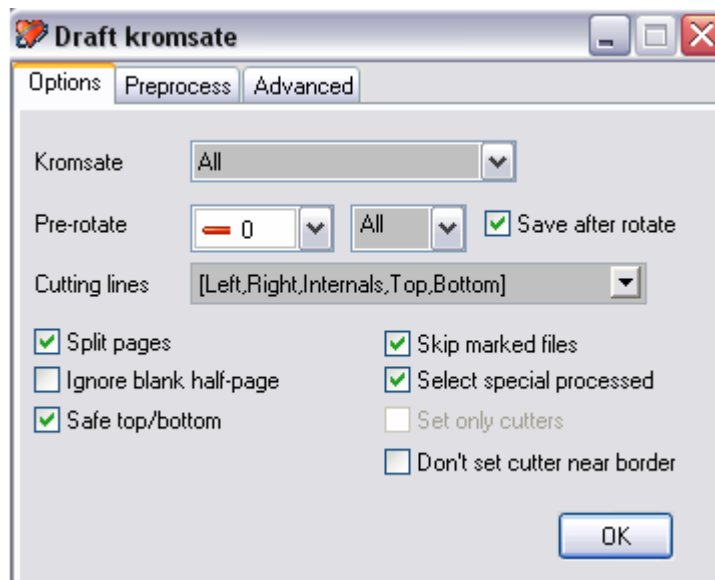 Draft kromsate
Options Preprocess Advanced
Kromsate All
Pre-rotate 0 All Save after rotate
Cutting lines [Left,Right,Internals,Top,Bottom]
Split pages Skip marked files
Ignore blank half-page Select special processed
Safe top/bottom Set only cutters
Don't set cutter near border
OK